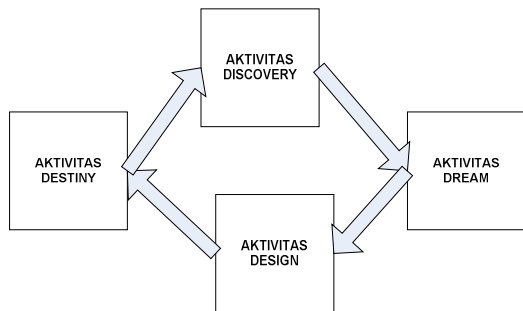 AKTIVITAS
DISCOVERY
AKTIVITAS
DESTINY
AKTIVITAS
DREAM
AKTIVITAS
DESIGN